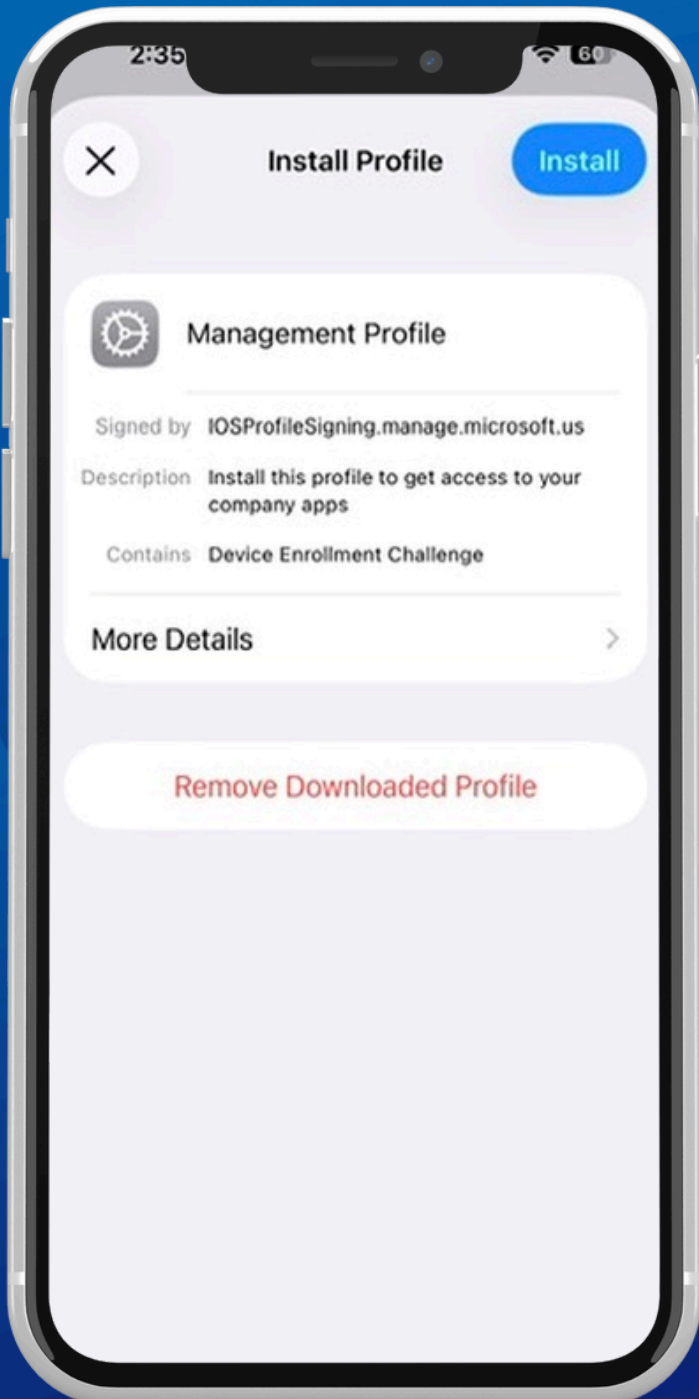 2:35
60
Install Profile
Install
Management Profile
Signed by IOSProfileSigning.manage.microsoft.us
Description Install this profile to get access to your
company apps
Contains Device Enrollment Challenge
More Details
Remove Downloaded Profile